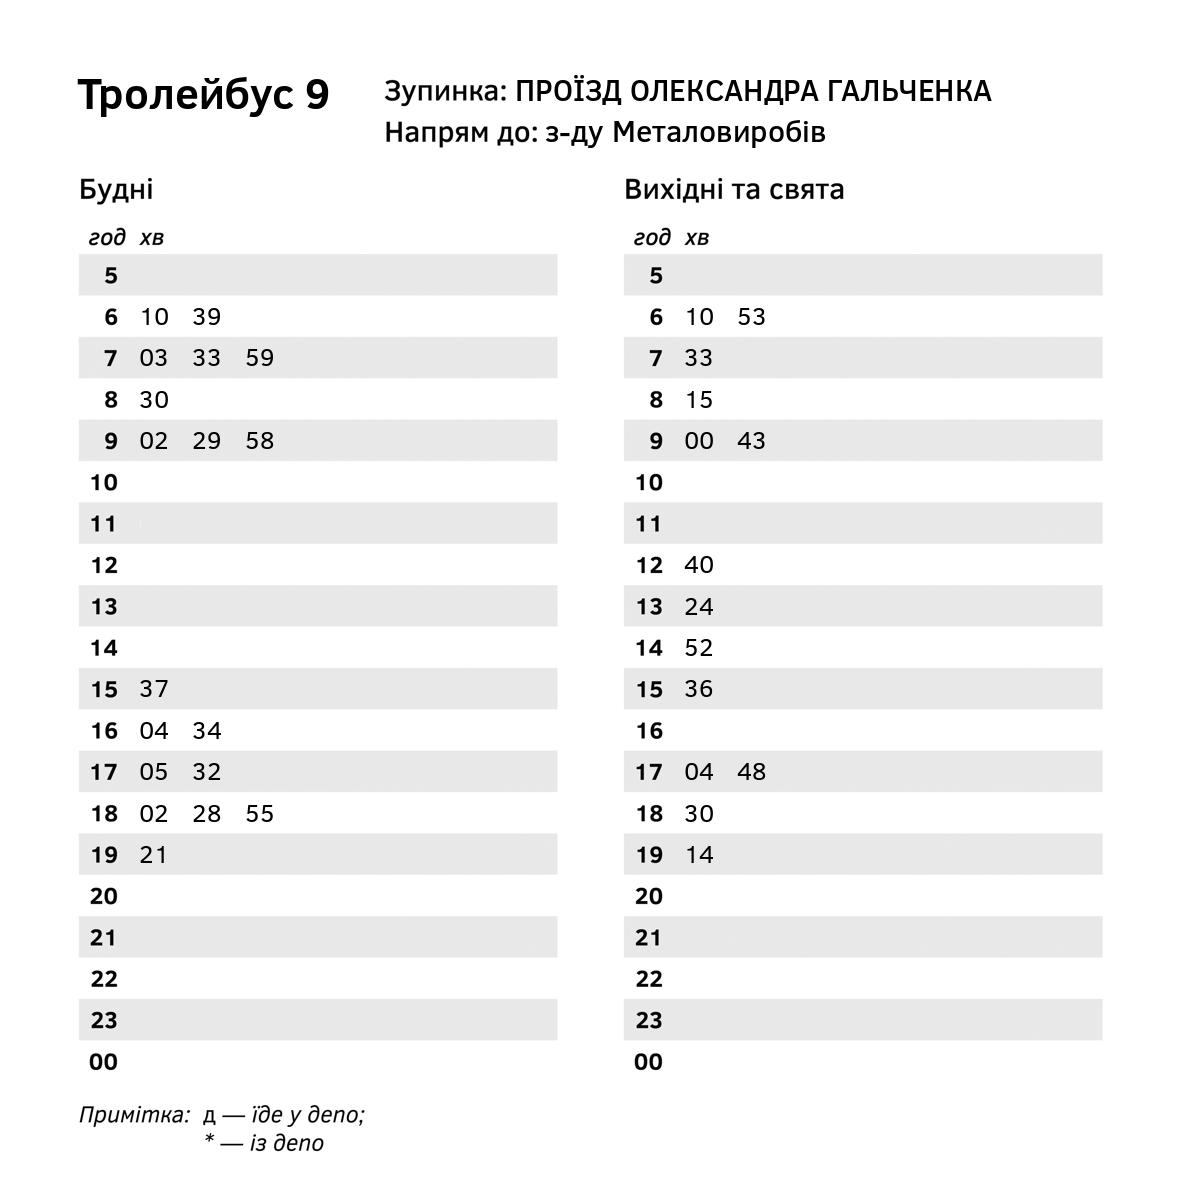 Тролейбус 9
Зупинка: ПРОЇЗД ОЛЕКСАНДРА ГАЛЬЧЕНКА
Напрям до: з-ду Металовиробів
Будні
год хв
5
6 10 39
7 03 33 59
8 30
9 02 29 58
10
11
12
13
14
15 37
16 04 34
17 05 32
18 02 28 55
19 21
20
21
22
23
00
Вихідні та свята
год хв
5
6 10 53
7 33
8 15
9 00 43
10
11
12 40
13 24
14 52
15 36
16
17 04 48
18 30
19 14
20
21
22
23
00
Примітка: д — їде у депо;
* — із депо